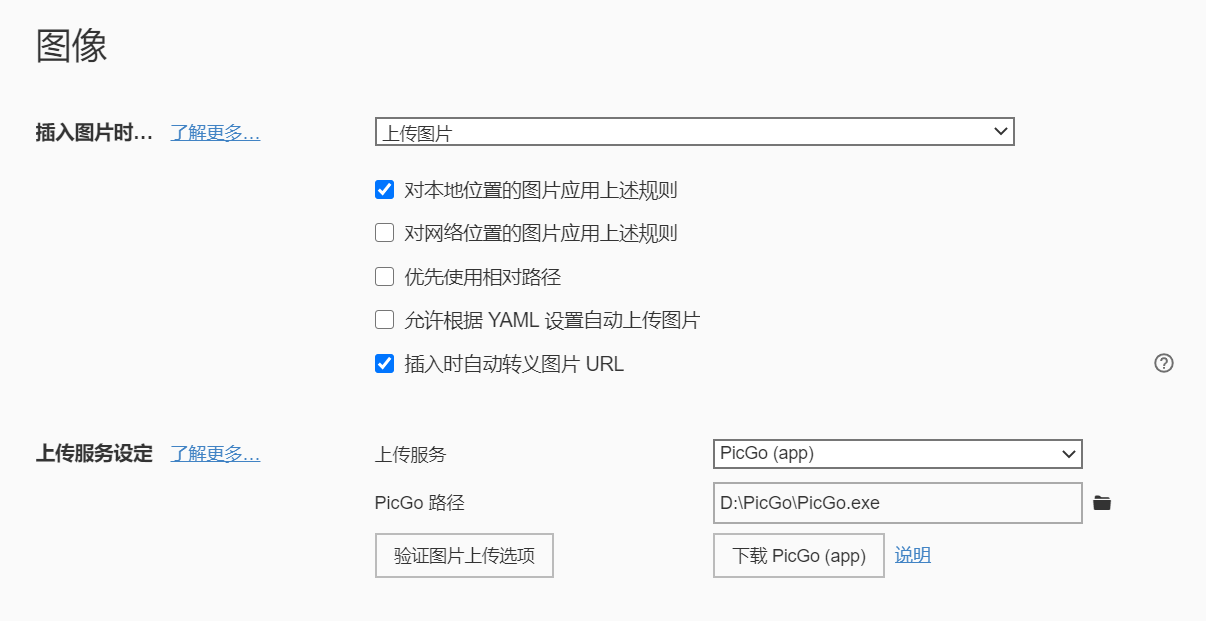 图像
插入图片时… 了解更多… 上传图片
对本地位置的图片应用上述规则
对网络位置的图片应用上述规则
优先使用相对路径
允许根据 YAML 设置自动上传图片
插入时自动转义图片 URL
上传服务设定 了解更多… 上传服务 PicGo (app)
PicGo 路径 D:\PicGo\PicGo.exe
验证图片上传选项 下载 PicGo (app) 说明